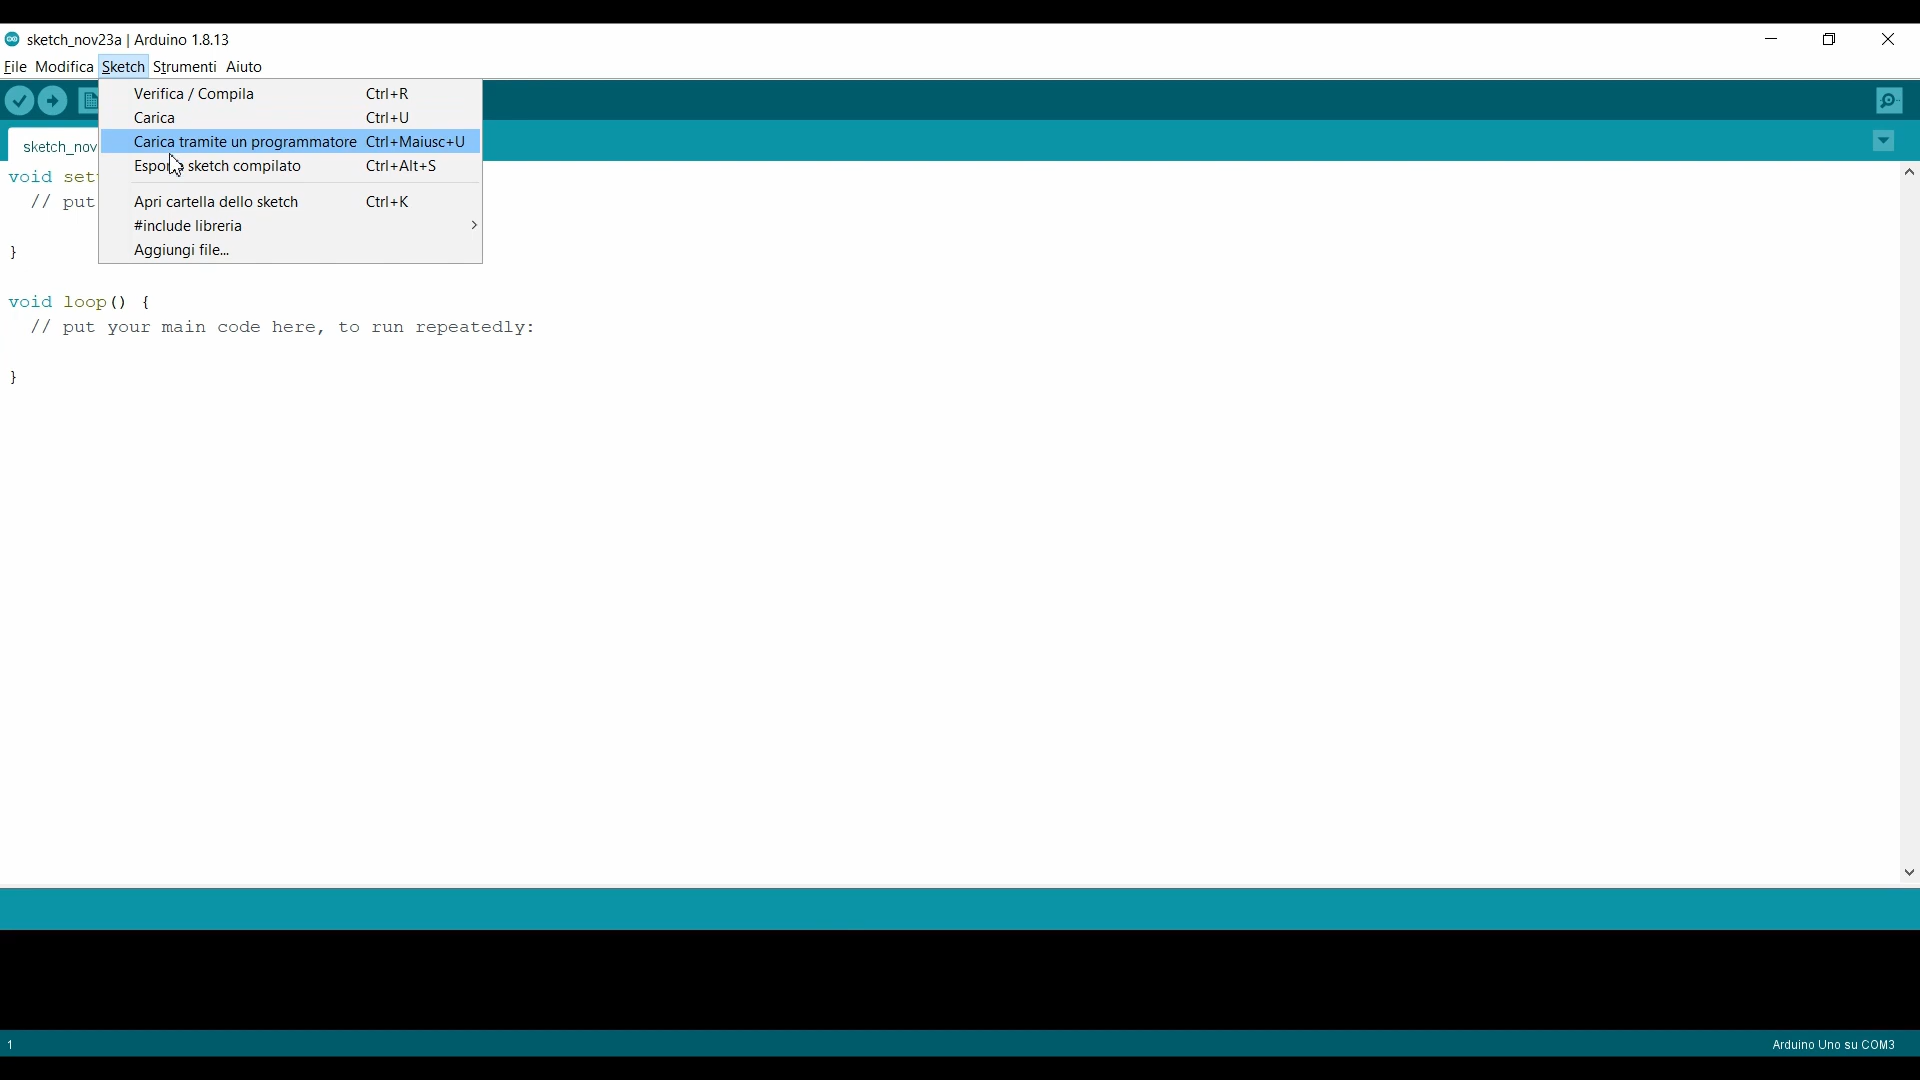 sketch_nov23a | Arduino 1.8.13
File Modifica Sketch Strumenti Aiuto
Verifica / Compila Ctrl+R
Carica Ctrl+U
Carica tramite un programmatore Ctrl+Maiusc+U
sketch compilato Ctrl+Alt+S
Apri cartella dello sketch Ctrl+K
#include libreria
Aggiungi file...
sketch_nov
void set
// put
}
void loop() {
// put your main code here, to run repeatedly:
}
1
Arduino Uno su COM3